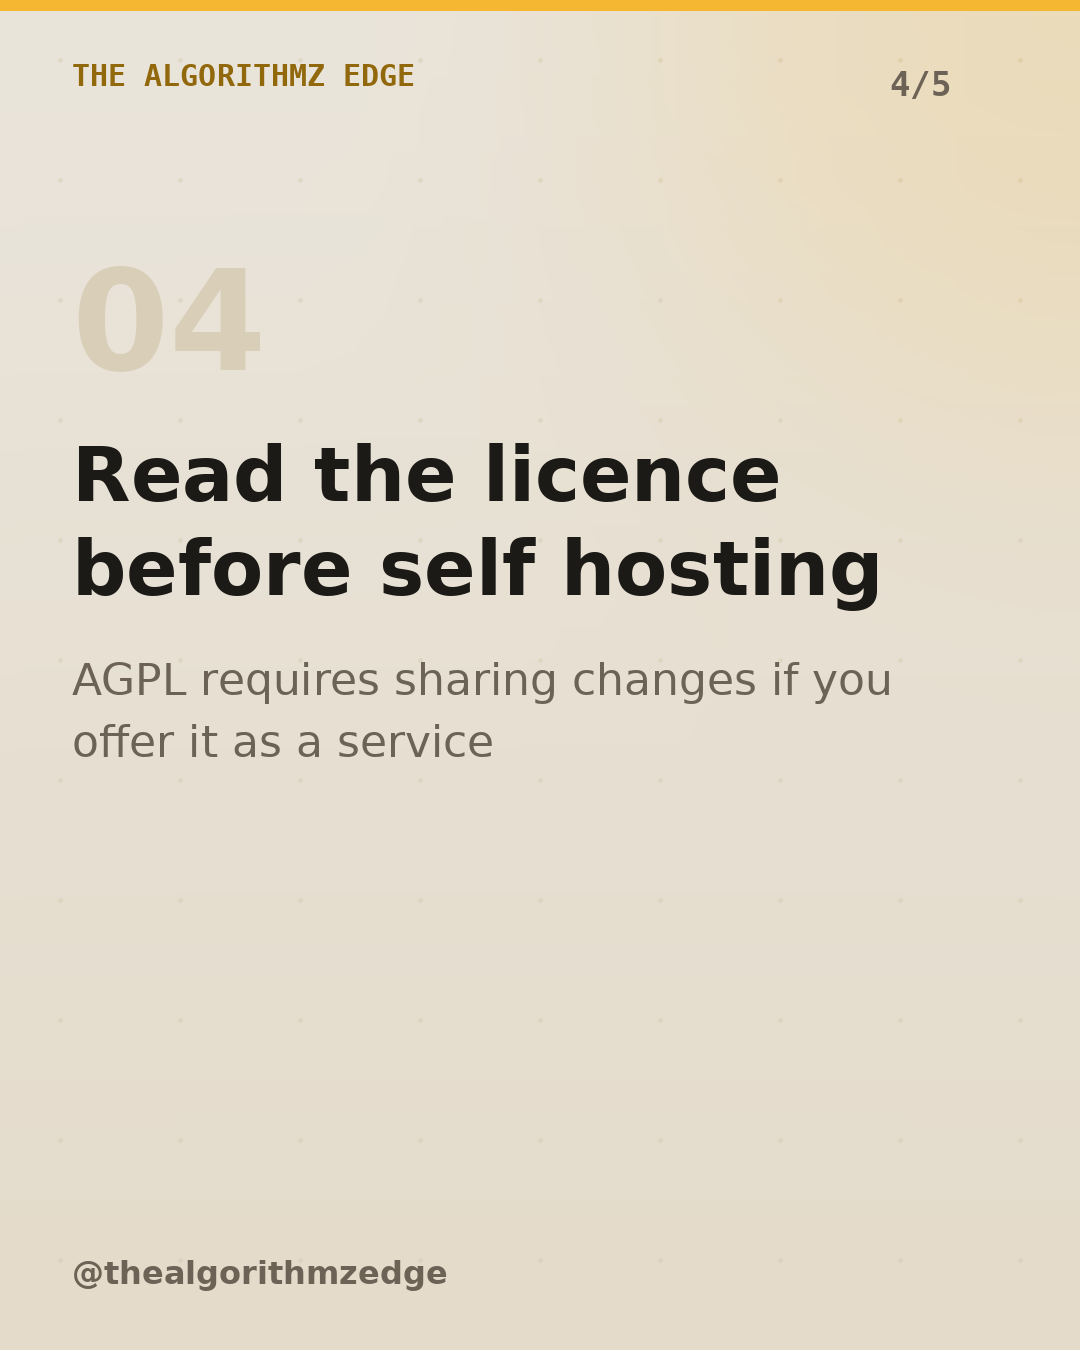 THE ALGORITHMZ EDGE
4/5
04
Read the licence
before self hosting
AGPL requires sharing changes if you
offer it as a service
@thealgorithmzedge